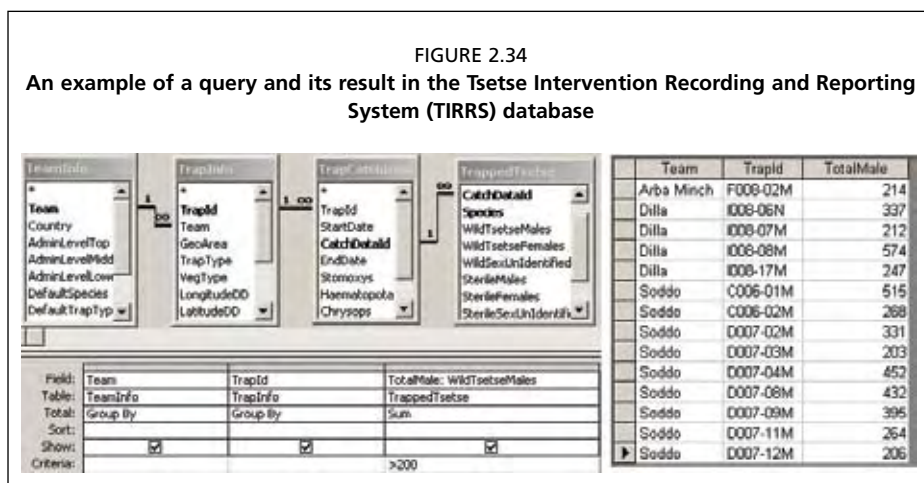 FIGURE 2.34
An example of a query and its result in the Tsetse Intervention Recording and Reporting
System (TIRRS) database
TeamInfo
*
Team
Country
AdminLevelTop
AdminLevelMidd
AdminLevelLowe
DefaultSpecies
DefaultTrapTyp
1
∞
TrapInfo
*
TrapId
Team
GeoArea
TrapType
VegType
LongitudeDD
LatitudeDD
1 ∞
*
TrapId
StartDate
CatchDataId
EndDate
Stomoxys
Haematopota
Chrysops
∞
1
TrappedTsetse
CatchDataId
Species
WildTsetseMales
WildTsetseFemales
WildSexUnIdentified
SterileMales
SterileFemales
SterileSexUnIdentifi
Field: Team TrapId TotalMale: WildTsetseMales
Table: TeamInfo TrapInfo TrappedTsetse
Total: Group By Group By Sum
Sort:
Show:
Criteria: >200
Team TrapId TotalMale
Arba Minch F008-02M 214
Dilla I008-06N 337
Dilla I008-07M 212
Dilla I008-08M 574
Dilla I008-17M 247
Soddo C006-01M 515
Soddo C006-02M 268
Soddo D007-02M 331
Soddo D007-03M 203
Soddo D007-04M 452
Soddo D007-08M 432
Soddo D007-09M 395
Soddo D007-11M 264
Soddo D007-12M 206